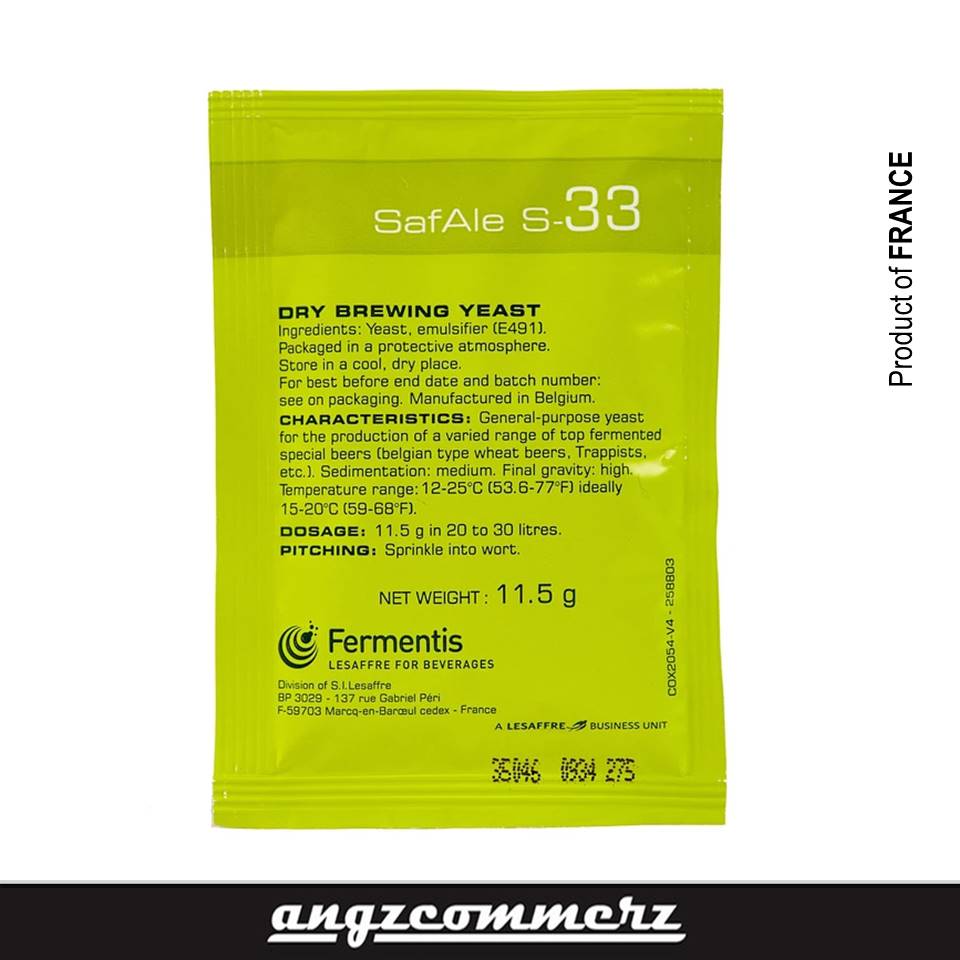 SafAle S-33
Product of FRANCE
DRY BREWING YEAST
Ingredients: Yeast, emulsifier (E491).
Packaged in a protective atmosphere.
Store in a cool, dry place.
For best before end date and batch number:
see on packaging. Manufactured in Belgium.
CHARACTERISTICS: General-purpose yeast
for the production of a varied range of top fermented
special beers (belgian type wheat beers, Trappists,
etc.). Sedimentation: medium. Final gravity: high.
Temperature range: 12-25°C (53.6-77°F) ideally
15-20°C (59-68°F).
DOSAGE: 11.5 g in 20 to 30 litres.
PITCHING: Sprinkle into wort.
NET WEIGHT : 11.5 g
COX2054-V4 - 258803
Fermentis
LESAFFRE FOR BEVERAGES
Division of S.I.Lesaffre
BP 3029 - 137 rue Gabriel Péri
F-59703 Marcq-en-Barœul cedex - France
A LESAFFRE BUSINESS UNIT
35046 0934 275
angzcommerz